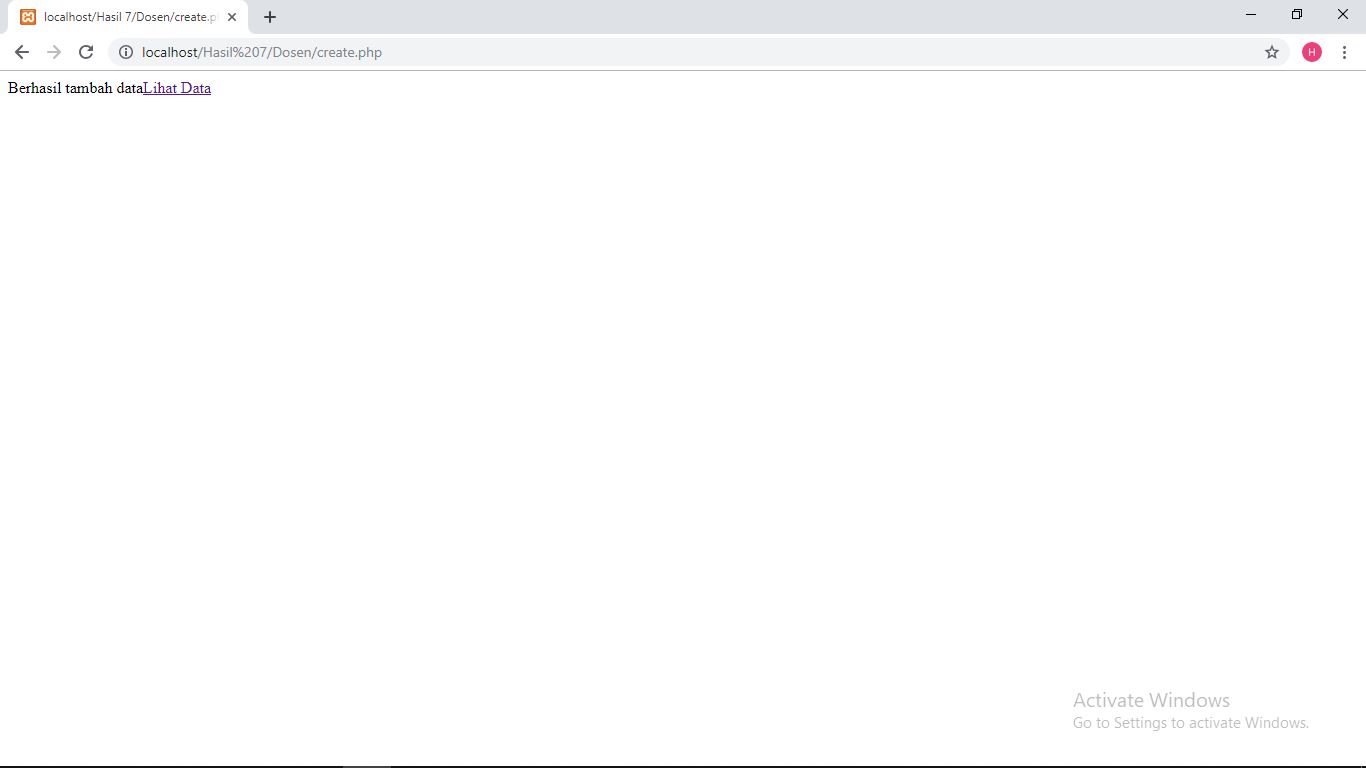 localhost/Hasil 7/Dosen/create.p
localhost/Hasil%207/Dosen/create.php
H
Berhasil tambah dataLihat Data
Activate Windows
Go to Settings to activate Windows.